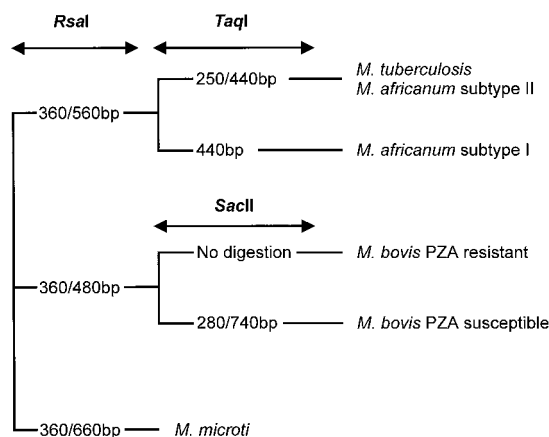 RsaI TaqI
250/440bp M. tuberculosis
M. africanum subtype II
360/560bp
440bp M. africanum subtype I
SacII
No digestion M. bovis PZA resistant
360/480bp
280/740bp M. bovis PZA susceptible
360/660bp M. microti